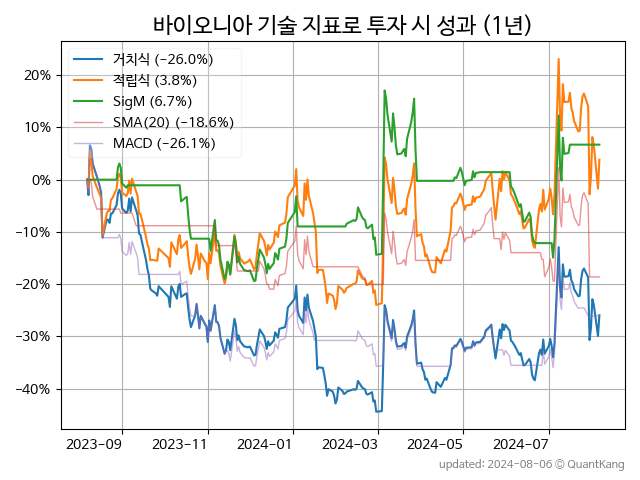 바이오니아 기술 지표로 투자 시 성과 (1년)
거치식 (−26.0%)
적립식 (3.8%)
SigM (6.7%)
SMA(20) (−18.6%)
MACD (−26.1%)
20%
10%
0%
−10%
−20%
−30%
−40%
2023-09 2023-11 2024-01 2024-03 2024-05 2024-07
updated: 2024-08-06 © QuantKang